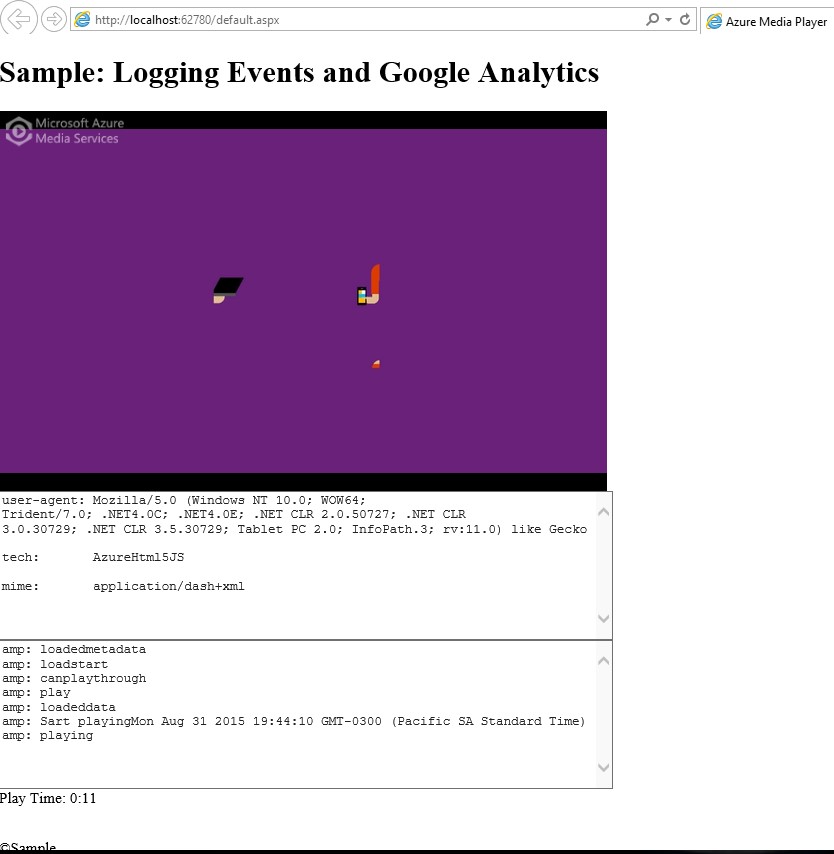 http://localhost:62780/default.aspx
Azure Media Player
Sample: Logging Events and Google Analytics
Microsoft Azure
Media Services
user-agent: Mozilla/5.0 (Windows NT 10.0; WOW64;
Trident/7.0; .NET4.0C; .NET4.0E; .NET CLR 2.0.50727; .NET CLR
3.0.30729; .NET CLR 3.5.30729; Tablet PC 2.0; InfoPath.3; rv:11.0) like Gecko
tech: AzureHtml5JS
mime: application/dash+xml
amp: loadedmetadata
amp: loadstart
amp: canplaythrough
amp: play
amp: loadeddata
amp: Sart playingMon Aug 31 2015 19:44:10 GMT-0300 (Pacific SA Standard Time)
amp: playing
Play Time: 0:11
©Sample